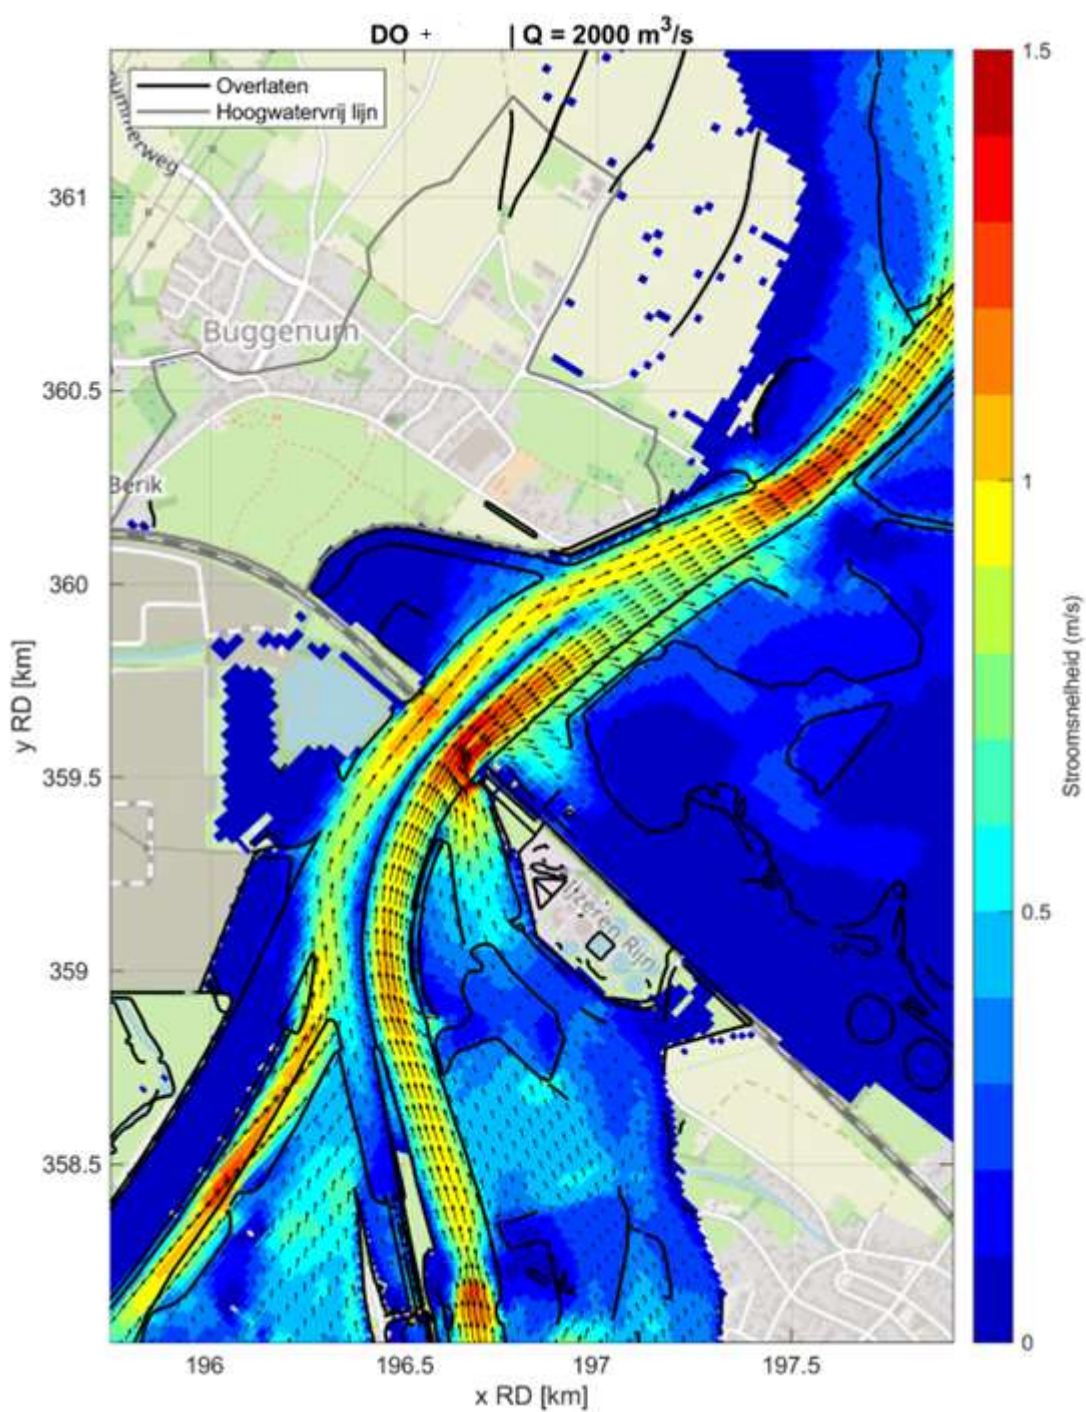 DO + | Q = 2000 m³/s
Overlaten
Hoogwatervrij lijn
Buggenum
Berik
IJzeren Rijn
361
360.5
360
359.5
359
358.5
y RD [km]
196
196.5
197
197.5
x RD [km]
1.5
1
0.5
0
Stroomsnelheid (m/s)